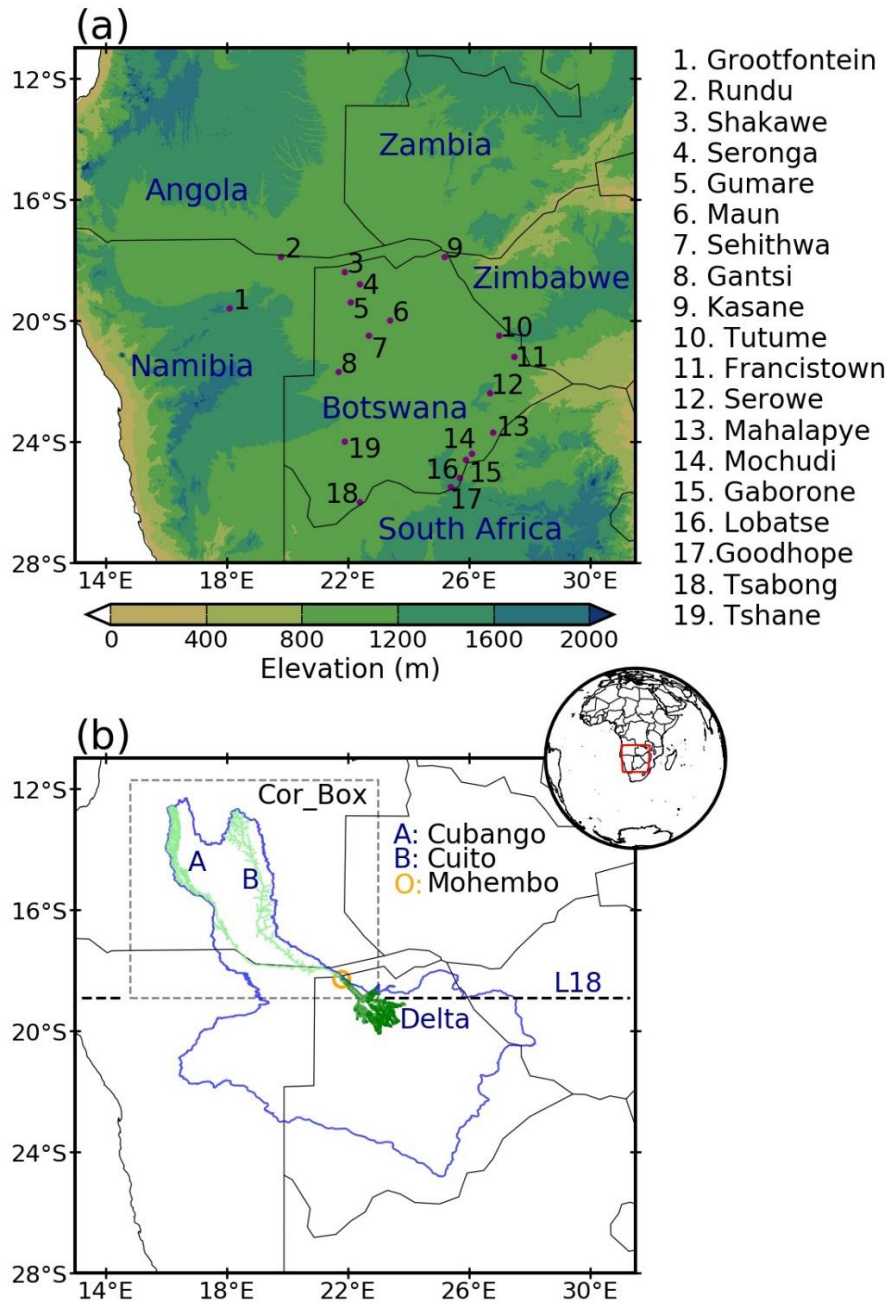 (a)
12°S
16°S
20°S
24°S
28°S
14°E 18°E 22°E 26°E 30°E
Angola
Zambia
Zimbabwe
Namibia
Botswana
South Africa
1
2
3
4
5
6
7
8
9
10
11
12
13
14
15
16
17
18
19
1. Grootfontein
2. Rundu
3. Shakawe
4. Seronga
5. Gumare
6. Maun
7. Sehithwa
8. Gantsi
9. Kasane
10. Tutume
11. Francistown
12. Serowe
13. Mahalapye
14. Mochudi
15. Gaborone
16. Lobatse
17.Goodhope
18. Tsabong
19. Tshane
0 400 800 1200 1600 2000
Elevation (m)
(b)
12°S
16°S
20°S
24°S
28°S
14°E 18°E 22°E 26°E 30°E
Cor_Box
A
B
A: Cubango
B: Cuito
O: Mohembo
L18
Delta